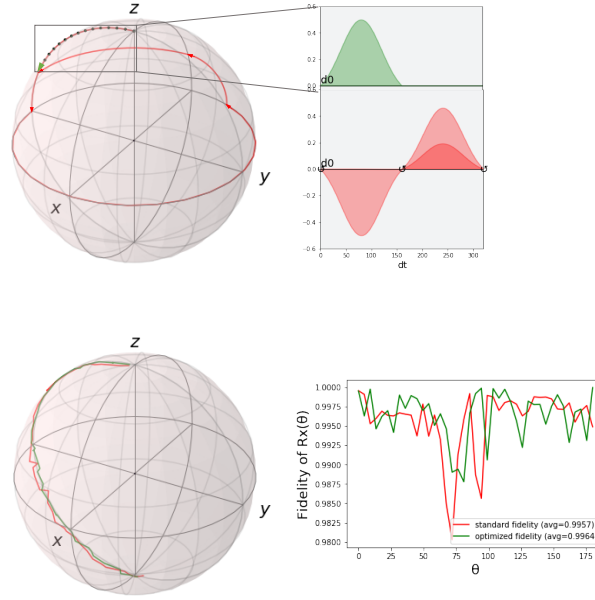 z
y
x
0.6
0.4
0.2
0.0
d0
0.6
0.4
0.2
0.0
-0.2
-0.4
-0.6
d0
0 50 100 150 200 250 300
dt
z
y
x
Fidelity of Rx(θ)
1.0000
0.9975
0.9950
0.9925
0.9900
0.9875
0.9850
0.9825
0.9800
standard fidelity (avg=0.9957)
optimized fidelity (avg=0.9964
0 25 50 75 100 125 150 175
θ